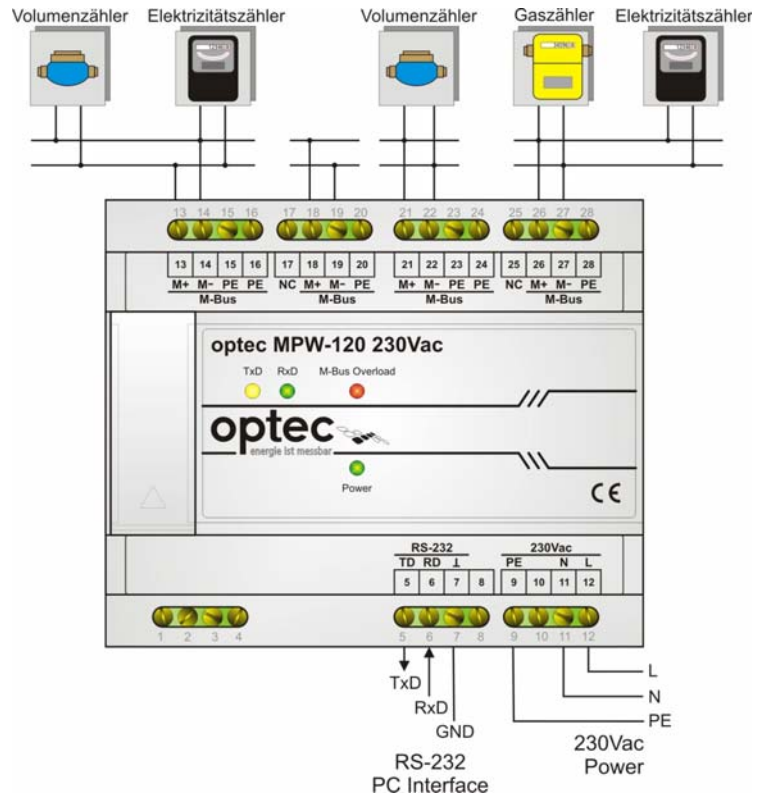 Volumenzähler Elektrizitätszähler Volumenzähler Gaszähler Elektrizitätszähler
13 14 15 16 17 18 19 20 21 22 23 24 25 26 27 28
13 14 15 16 17 18 19 20 21 22 23 24 25 26 27 28
M+ M- PE PE NC M+ M- PE M+ M- PE PE NC M+ M- PE
M-Bus M-Bus M-Bus M-Bus
optec MPW-120 230Vac
TxD RxD M-Bus Overload
optec
energie ist messbar
Power
CE
RS-232 230Vac
TD RD ⊥ PE N L
5 6 7 8 9 10 11 12
1 2 3 4 5 6 7 8 9 10 11 12
L
TxD
N
RxD
PE
GND
230Vac
Power
RS-232
PC Interface